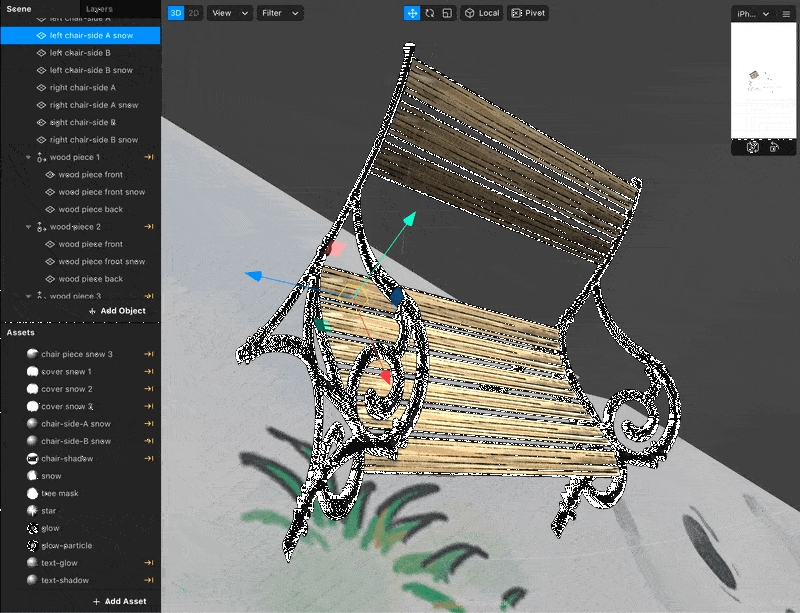 Scene
Layers
3D 2D View Filter Local Pivot iPh...
left chair-side A
left chair-side A snow
left chair-side B
left chair-side B snow
right chair-side A
right chair-side A snow
right chair-side B
right chair-side B snow
wood piece 1
wood piece front
wood piece front snow
wood piece back
wood piece 2
wood piece front
wood piece front snow
wood piece back
wood piece 3
Add Object
Assets
chair piece snow 3
cover snow 1
cover snow 2
cover snow 3
chair-side-A snow
chair-side-B snow
chair-shadow
snow
tree mask
star
glow
glow-particle
text-glow
text-shadow
Add Asset